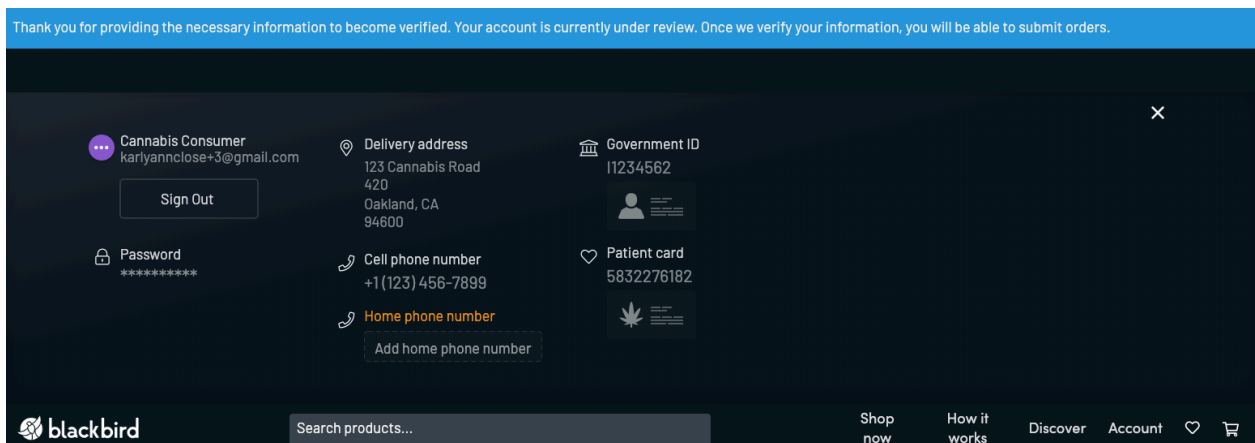 Thank you for providing the necessary information to become verified. Your account is currently under review. Once we verify your information, you will be able to submit orders.
Cannabis Consumer
karlyannclose+3@gmail.com
Sign Out
Password
**********
Delivery address
123 Cannabis Road
420
Oakland, CA
94600
Cell phone number
+1 (123) 456-7899
Home phone number
Add home phone number
Government ID
I1234562
Patient card
5832276182
blackbird
Search products...
Shop
now
How it
works
Discover
Account